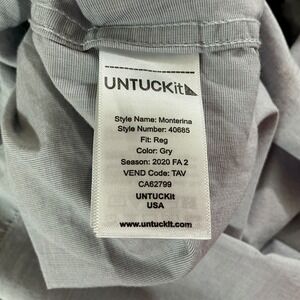 UNTUCKit
Style Name: Monterina
Style Number: 40685
Fit: Reg
Color: Gry
Season: 2020 FA 2
VEND Code: TAV
CA62799
UNTUCKit
USA
www.untuckit.com